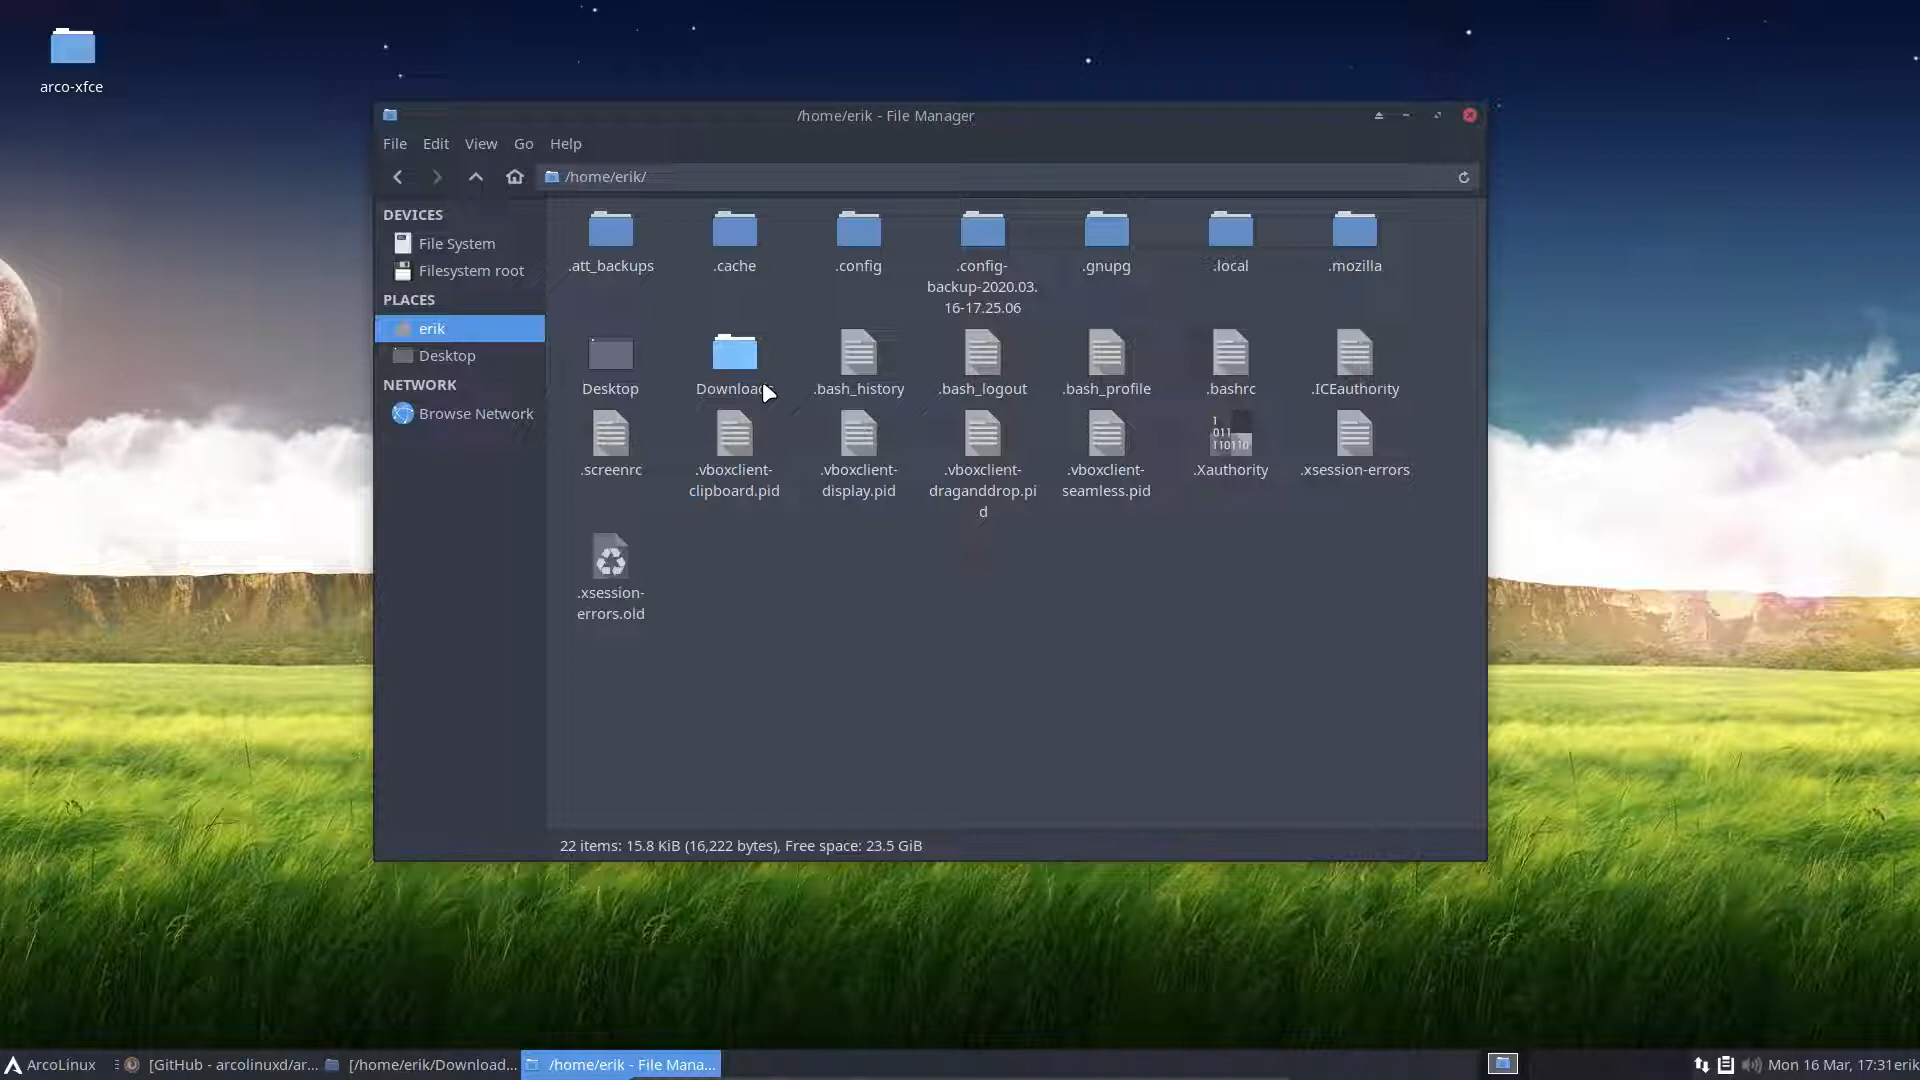 arco-xfce
/home/erik - File Manager
File Edit View Go Help
/home/erik/
DEVICES
File System
Filesystem root
PLACES
erik
Desktop
NETWORK
Browse Network
.att_backups
.cache
.config
.config-
backup-2020.03.
16-17.25.06
.gnupg
.local
.mozilla
Desktop
Downloads
.bash_history
.bash_logout
.bash_profile
.bashrc
.ICEauthority
.screenrc
.vboxclient-
clipboard.pid
.vboxclient-
display.pid
.vboxclient-
draganddrop.pi
d
.vboxclient-
seamless.pid
1
011
110110
.Xauthority
.xsession-errors
.xsession-
errors.old
22 items: 15.8 KiB (16,222 bytes), Free space: 23.5 GiB
ArcoLinux
[GitHub - arcolinuxd/ar...
[/home/erik/Download...
/home/erik - File Mana...
Mon 16 Mar, 17:31
erik